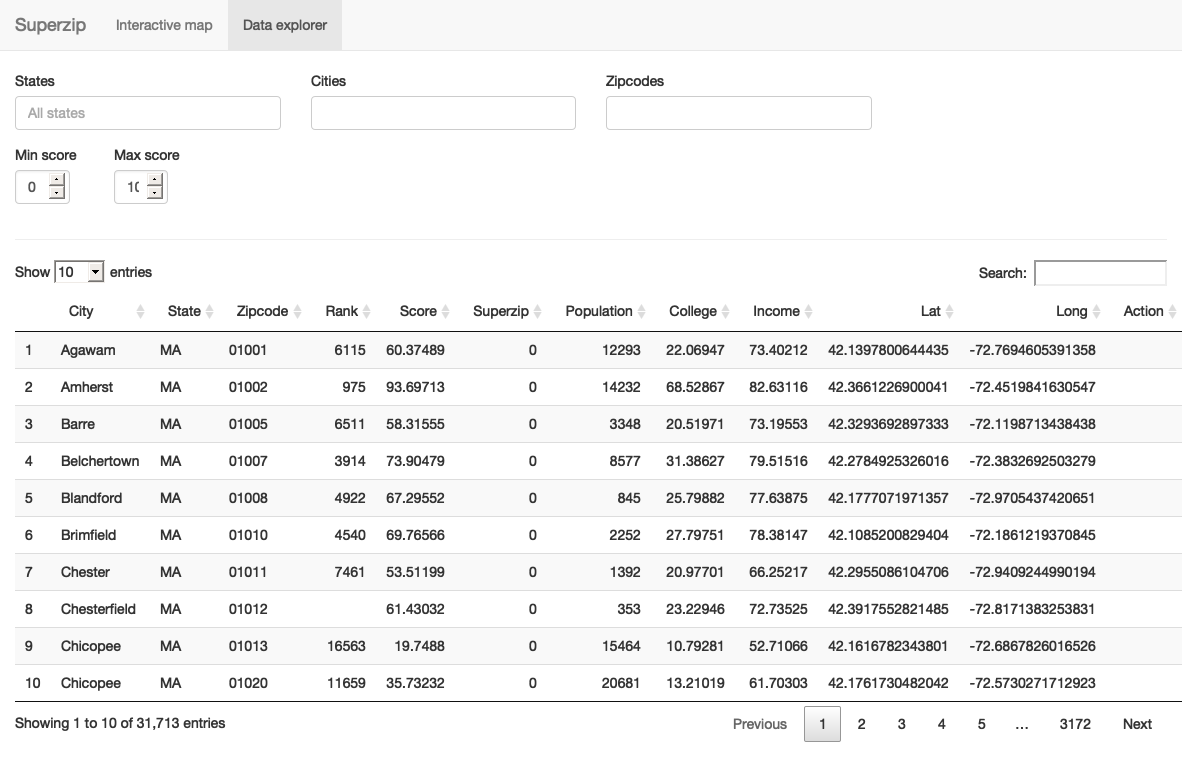 Superzip Interactive map Data explorer
States Cities Zipcodes
All states
Min score Max score
0 10
Show 10 entries Search:
City State Zipcode Rank Score Superzip Population College Income Lat Long Action
1 Agawam MA 01001 6115 60.37489 0 12293 22.06947 73.40212 42.1397800644435 -72.7694605391358
2 Amherst MA 01002 975 93.69713 0 14232 68.52867 82.63116 42.3661226900041 -72.4519841630547
3 Barre MA 01005 6511 58.31555 0 3348 20.51971 73.19553 42.3293692897333 -72.1198713438438
4 Belchertown MA 01007 3914 73.90479 0 8577 31.38627 79.51516 42.2784925326016 -72.3832692503279
5 Blandford MA 01008 4922 67.29552 0 845 25.79882 77.63875 42.1777071971357 -72.9705437420651
6 Brimfield MA 01010 4540 69.76566 0 2252 27.79751 78.38147 42.1085200829404 -72.1861219370845
7 Chester MA 01011 7461 53.51199 0 1392 20.97701 66.25217 42.2955086104706 -72.9409244990194
8 Chesterfield MA 01012 61.43032 0 353 23.22946 72.73525 42.3917552821485 -72.8171383253831
9 Chicopee MA 01013 16563 19.7488 0 15464 10.79281 52.71066 42.1616782343801 -72.6867826016526
10 Chicopee MA 01020 11659 35.73232 0 20681 13.21019 61.70303 42.1761730482042 -72.5730271712923
Showing 1 to 10 of 31,713 entries Previous 1 2 3 4 5 … 3172 Next